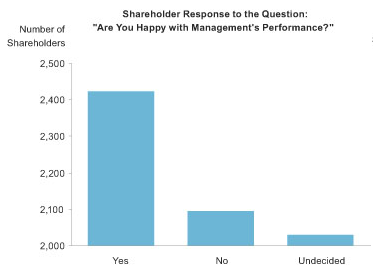 Shareholder Response to the Question:
"Are You Happy with Management's Performance?"
Number of
Shareholders
2,500
2,400
2,300
2,200
2,100
2,000
Yes No Undecided